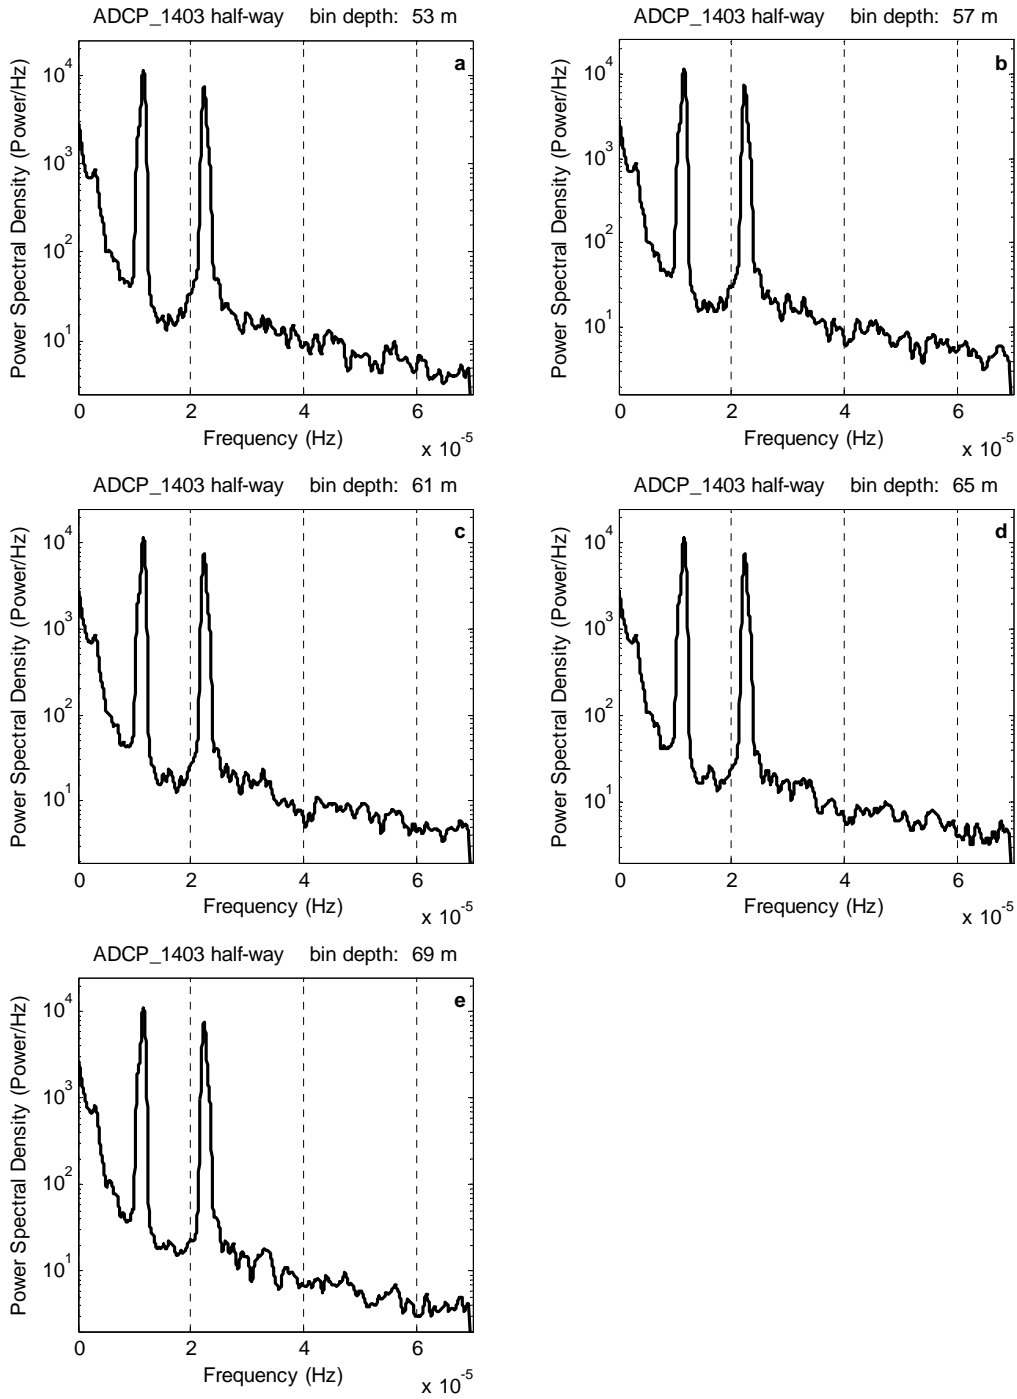 ADCP_1403 half-way bin depth: 53 m
a
Power Spectral Density (Power/Hz)
10^4
10^3
10^2
10^1
0 2 4 6
Frequency (Hz)
x 10^-5
ADCP_1403 half-way bin depth: 57 m
b
Power Spectral Density (Power/Hz)
10^4
10^3
10^2
10^1
0 2 4 6
Frequency (Hz)
x 10^-5
ADCP_1403 half-way bin depth: 61 m
c
Power Spectral Density (Power/Hz)
10^4
10^3
10^2
10^1
0 2 4 6
Frequency (Hz)
x 10^-5
ADCP_1403 half-way bin depth: 65 m
d
Power Spectral Density (Power/Hz)
10^4
10^3
10^2
10^1
0 2 4 6
Frequency (Hz)
x 10^-5
ADCP_1403 half-way bin depth: 69 m
e
Power Spectral Density (Power/Hz)
10^4
10^3
10^2
10^1
0 2 4 6
Frequency (Hz)
x 10^-5